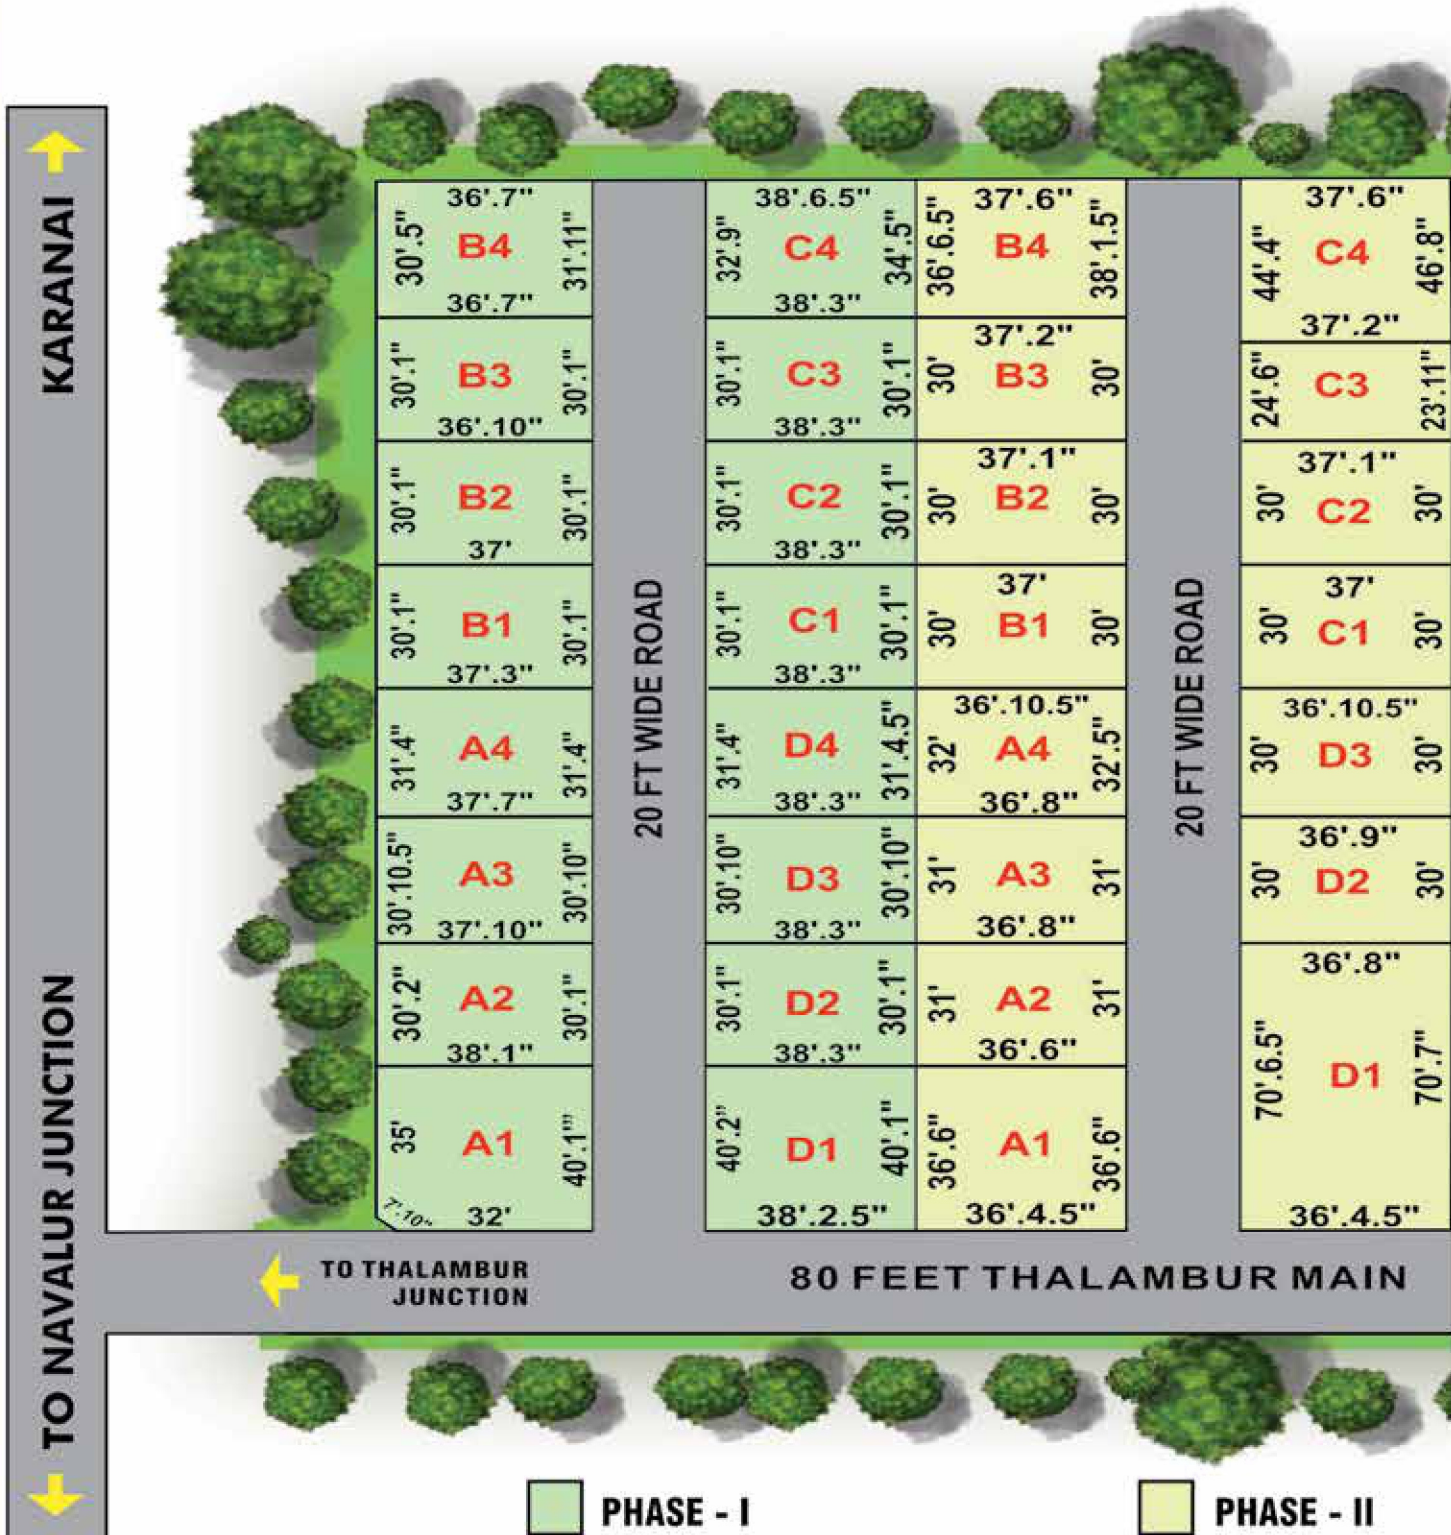 KARANAI
TO NAVALUR JUNCTION
36'.7"
30'.5"
B4
31'.11"
36'.7"
30'.1"
B3
30'.1"
36'.10"
30'.1"
B2
30'.1"
37'
30'.1"
B1
30'.1"
37'.3"
31'.4"
A4
31'.4"
37'.7"
30'.10.5"
A3
30'.10"
37'.10"
30'.2"
A2
30'.1"
38'.1"
35'
A1
40'.1'"
7'.10"
32'
20 FT WIDE ROAD
38'.6.5"
32'.9"
C4
34'.5"
38'.3"
30'.1"
C3
30'.1"
38'.3"
30'.1"
C2
30'.1"
38'.3"
30'.1"
C1
30'.1"
38'.3"
31'.4"
D4
31'.4.5"
38'.3"
30'.10"
D3
30'.10"
38'.3"
30'.1"
D2
30'.1"
38'.3"
40'.2"
D1
40'.1"
38'.2.5"
37'.6"
36'.6.5"
B4
38'.1.5"
37'.2"
30'
B3
30'
37'.1"
30'
B2
30'
37'
30'
B1
30'
36'.10.5"
32'
A4
32'.5"
36'.8"
31'
A3
31'
36'.8"
31'
A2
31'
36'.6"
36'.6"
A1
36'.6"
36'.4.5"
20 FT WIDE ROAD
37'.6"
44'.4"
C4
46'.8"
37'.2"
24'.6"
C3
23'.11"
37'.1"
30'
C2
30'
37'
30'
C1
30'
36'.10.5"
30'
D3
30'
36'.9"
30'
D2
30'
36'.8"
70'.6.5"
D1
70'.7"
36'.4.5"
TO THALAMBUR
JUNCTION
80 FEET THALAMBUR MAIN
PHASE - I
PHASE - II